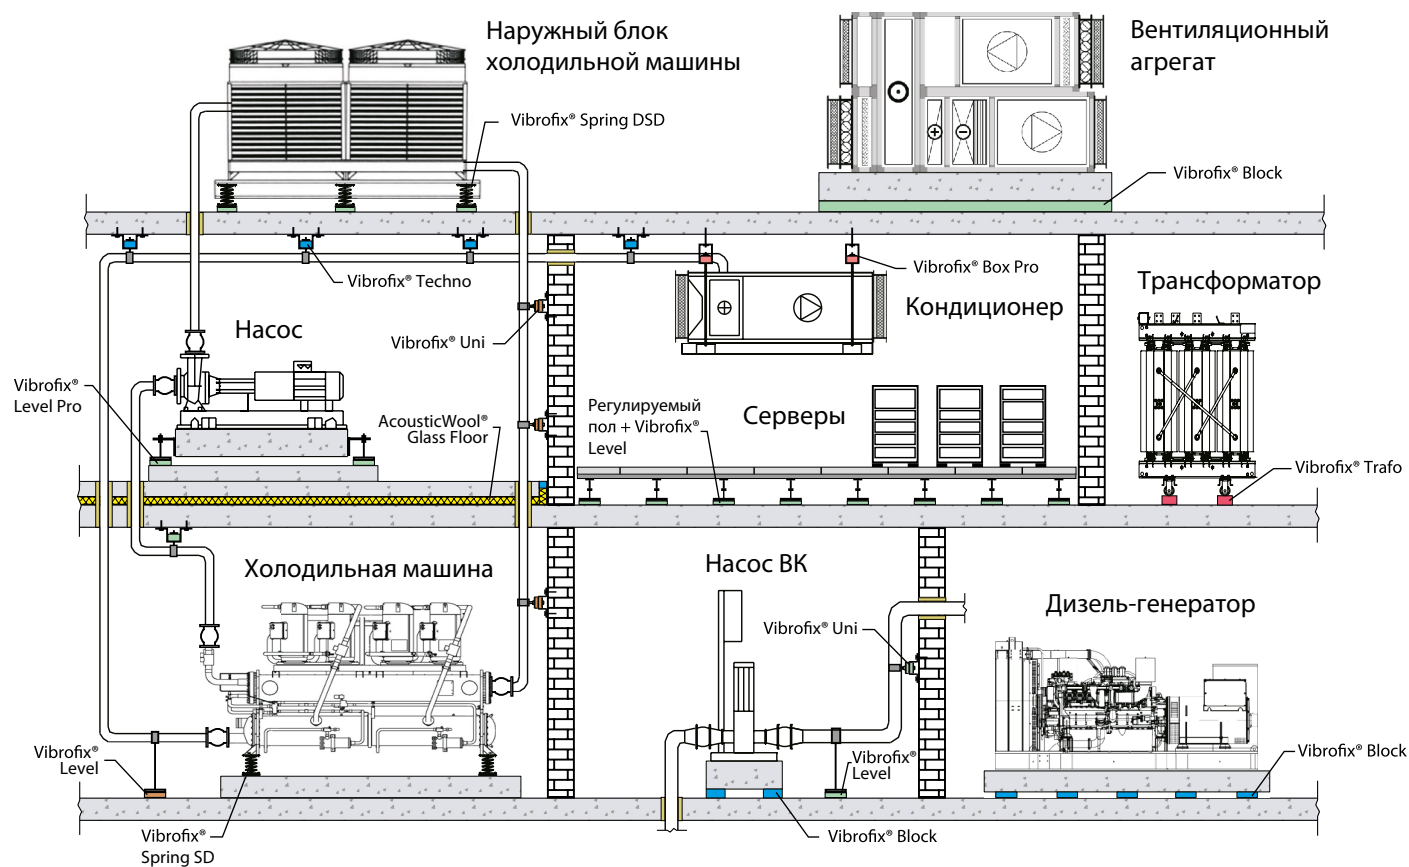 Наружный блок
холодильной машины
Вентиляционный
агрегат
Vibrofix® Spring DSD
Vibrofix® Block
Vibrofix® Techno
Vibrofix® Box Pro
Трансформатор
Кондиционер
Насос
Vibrofix® Uni
Vibrofix®
Level Pro
AcousticWool®
Glass Floor
Регулируемый
пол + Vibrofix®
Level
Серверы
Vibrofix® Trafo
Холодильная машина
Насос ВК
Дизель-генератор
Vibrofix® Uni
Vibrofix®
Level
Vibrofix®
Level
Vibrofix® Block
Vibrofix®
Spring SD
Vibrofix® Block